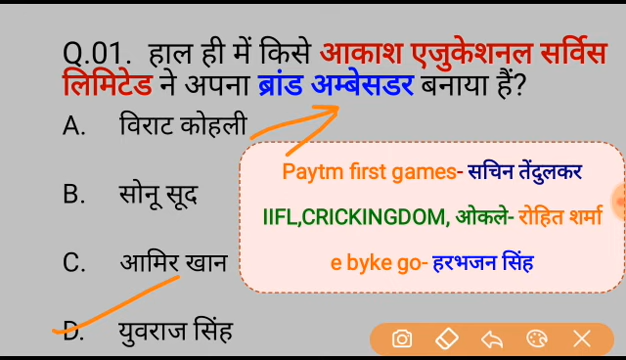 Q.01. हाल ही में किसे आकाश एजुकेशनल सर्विस
लिमिटेड ने अपना ब्रांड अम्बेसडर बनाया हैं?
A. विराट कोहली
B. सोनू सूद
C. आमिर खान
D. युवराज सिंह
Paytm first games- सचिन तेंदुलकर
IIFL,CRICKINGDOM, ओकले- रोहित शर्मा
e byke go- हरभजन सिंह